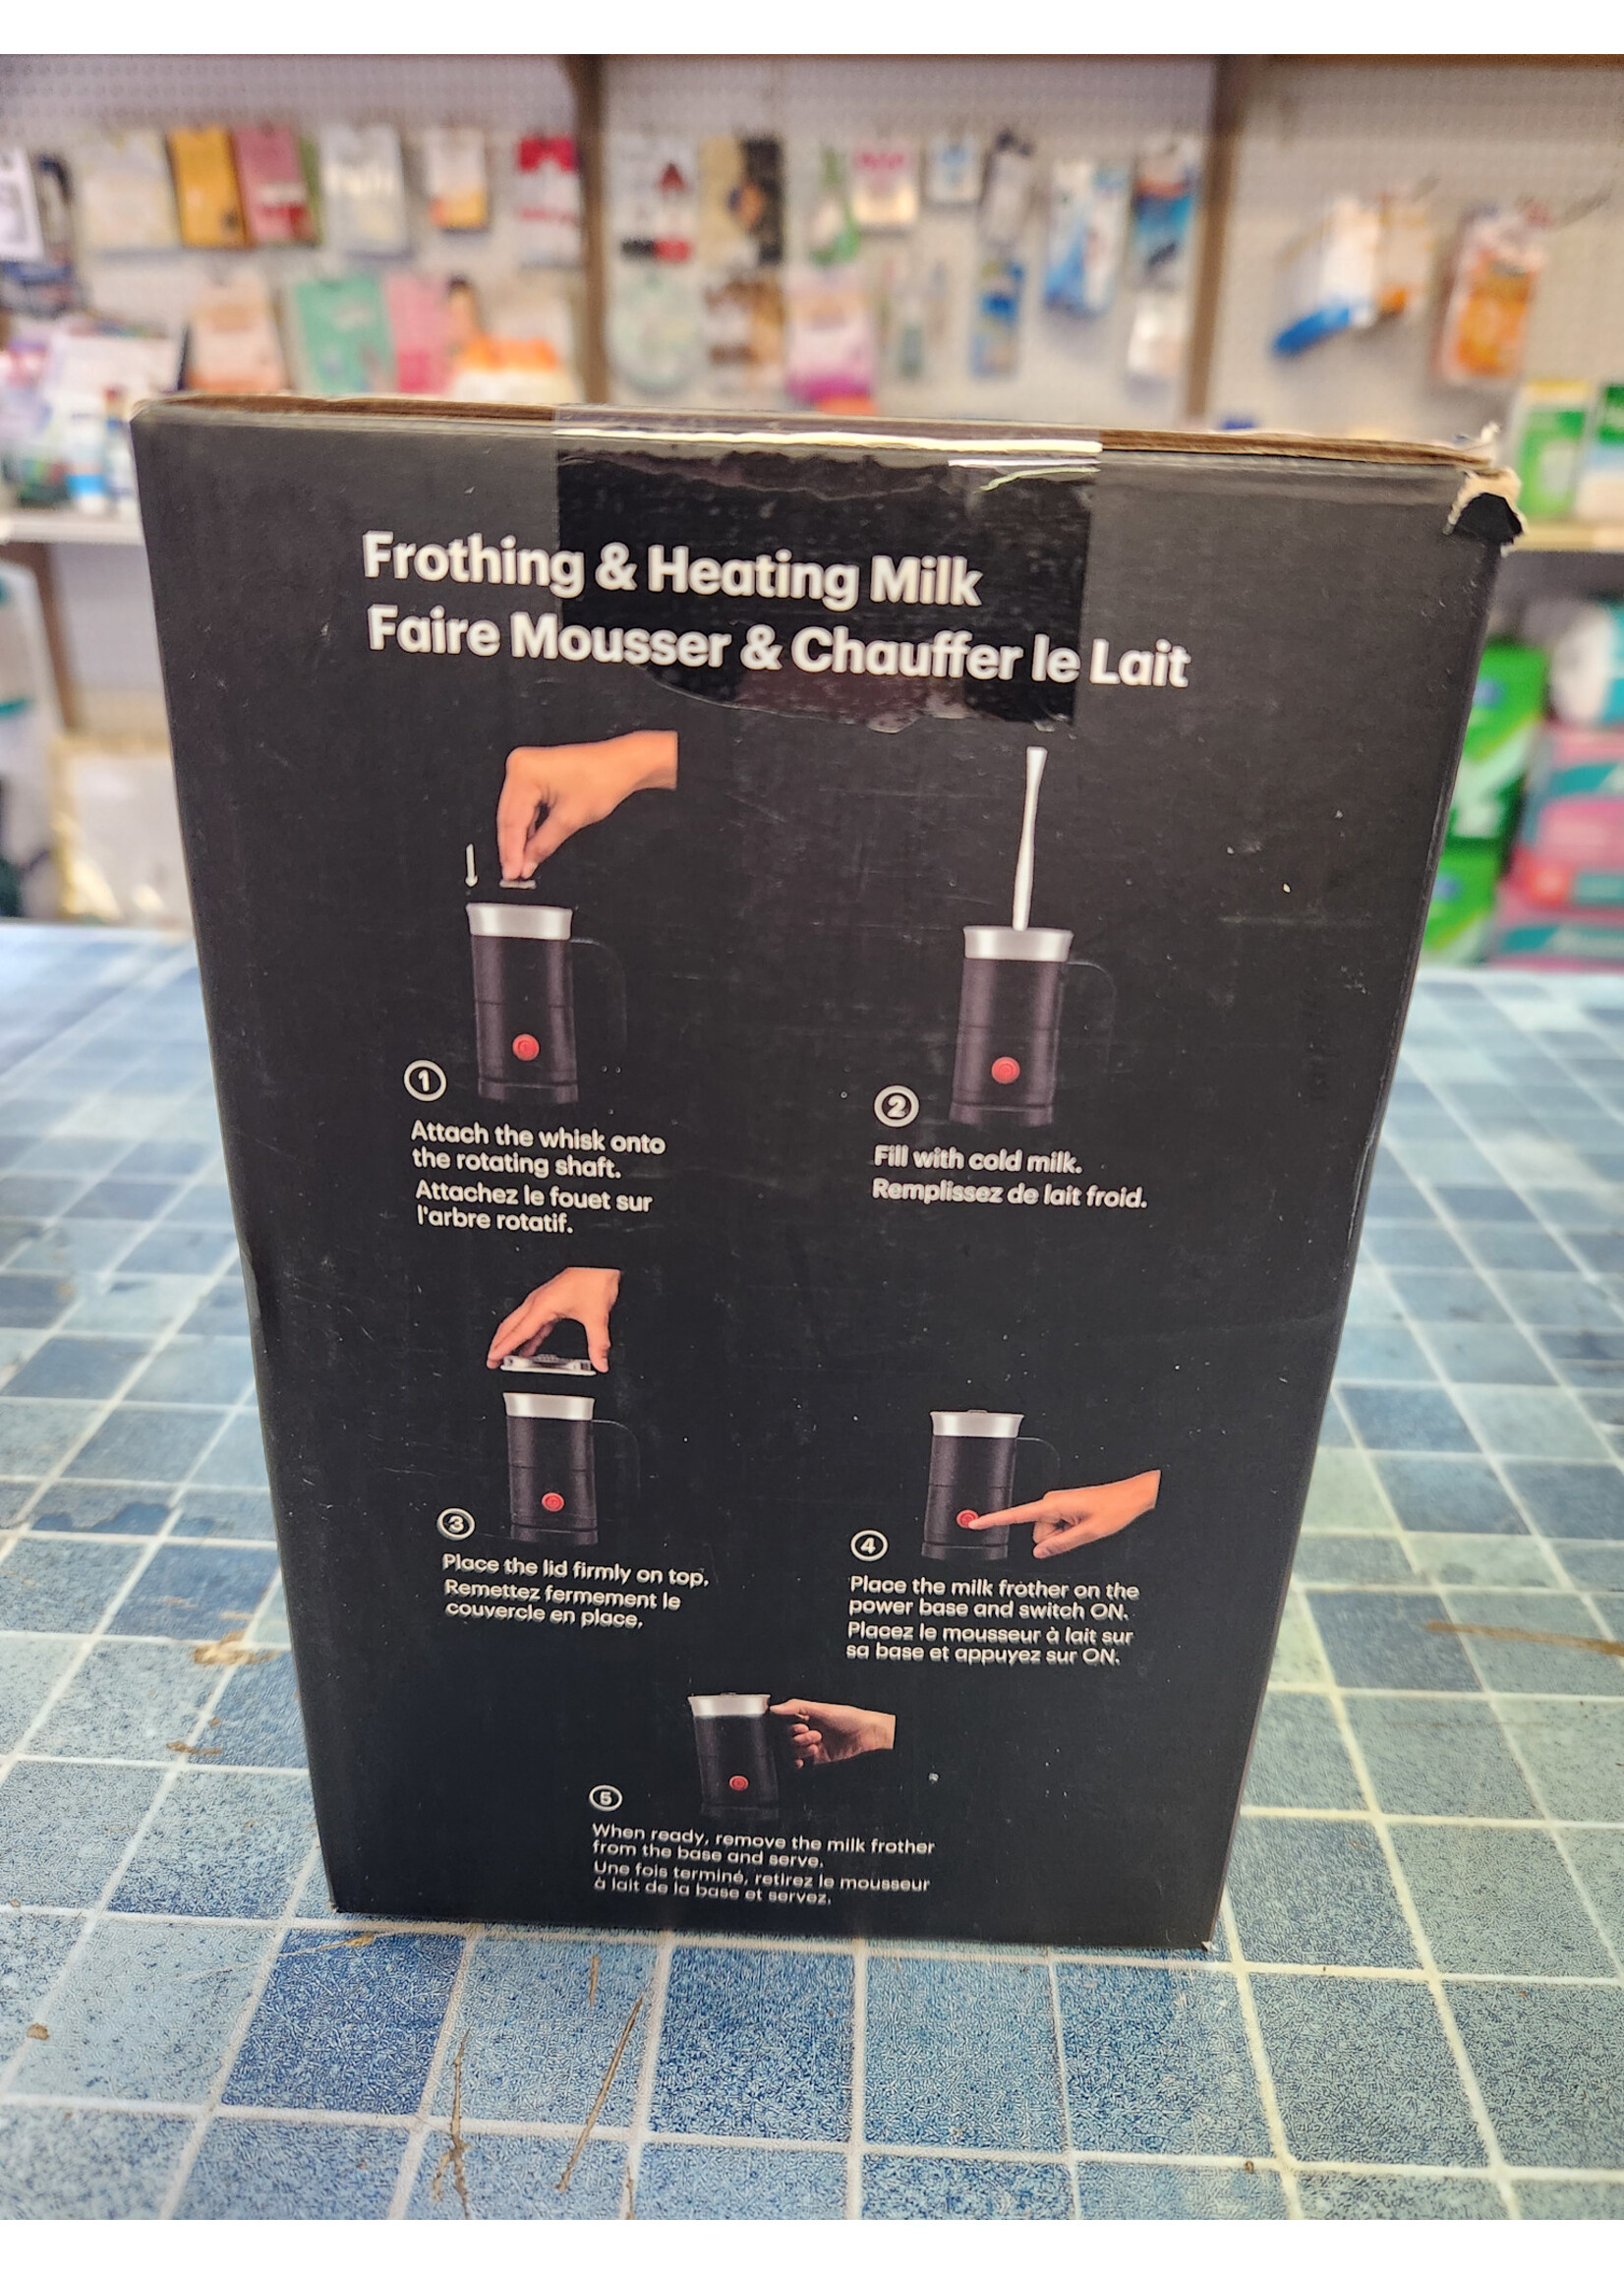 Frothing & Heating Milk
Faire Mousser & Chauffer le Lait
1
Attach the whisk onto
the rotating shaft.
Attachez le fouet sur
l'arbre rotatif.
2
Fill with cold milk.
Remplissez de lait froid.
3
Place the lid firmly on top.
Remettez fermement le
couvercle en place.
4
Place the milk frother on the
power base and switch ON.
Placez le mousseur à lait sur
sa base et appuyez sur ON.
5
When ready, remove the milk frother
from the base and serve.
Une fois terminé, retirez le mousseur
à lait de la base et servez.